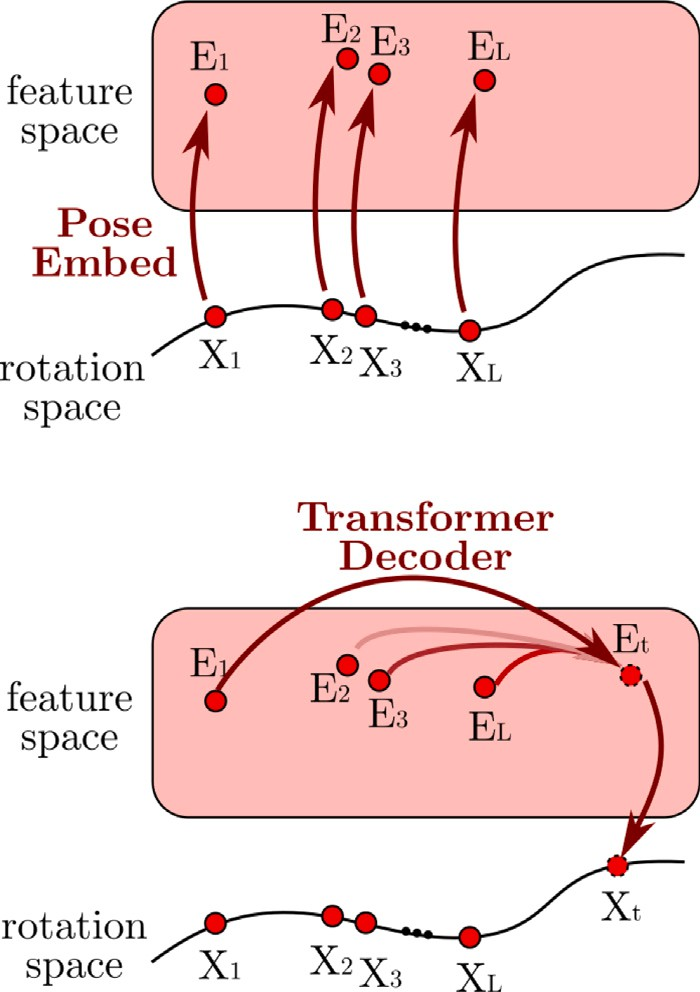 E1
E2
E3
EL
feature
space
Pose
Embed
X1
X2
X3
XL
rotation
space
Transformer
Decoder
E1
E2
E3
EL
Et
feature
space
Xt
rotation
space
X1
X2
X3
XL